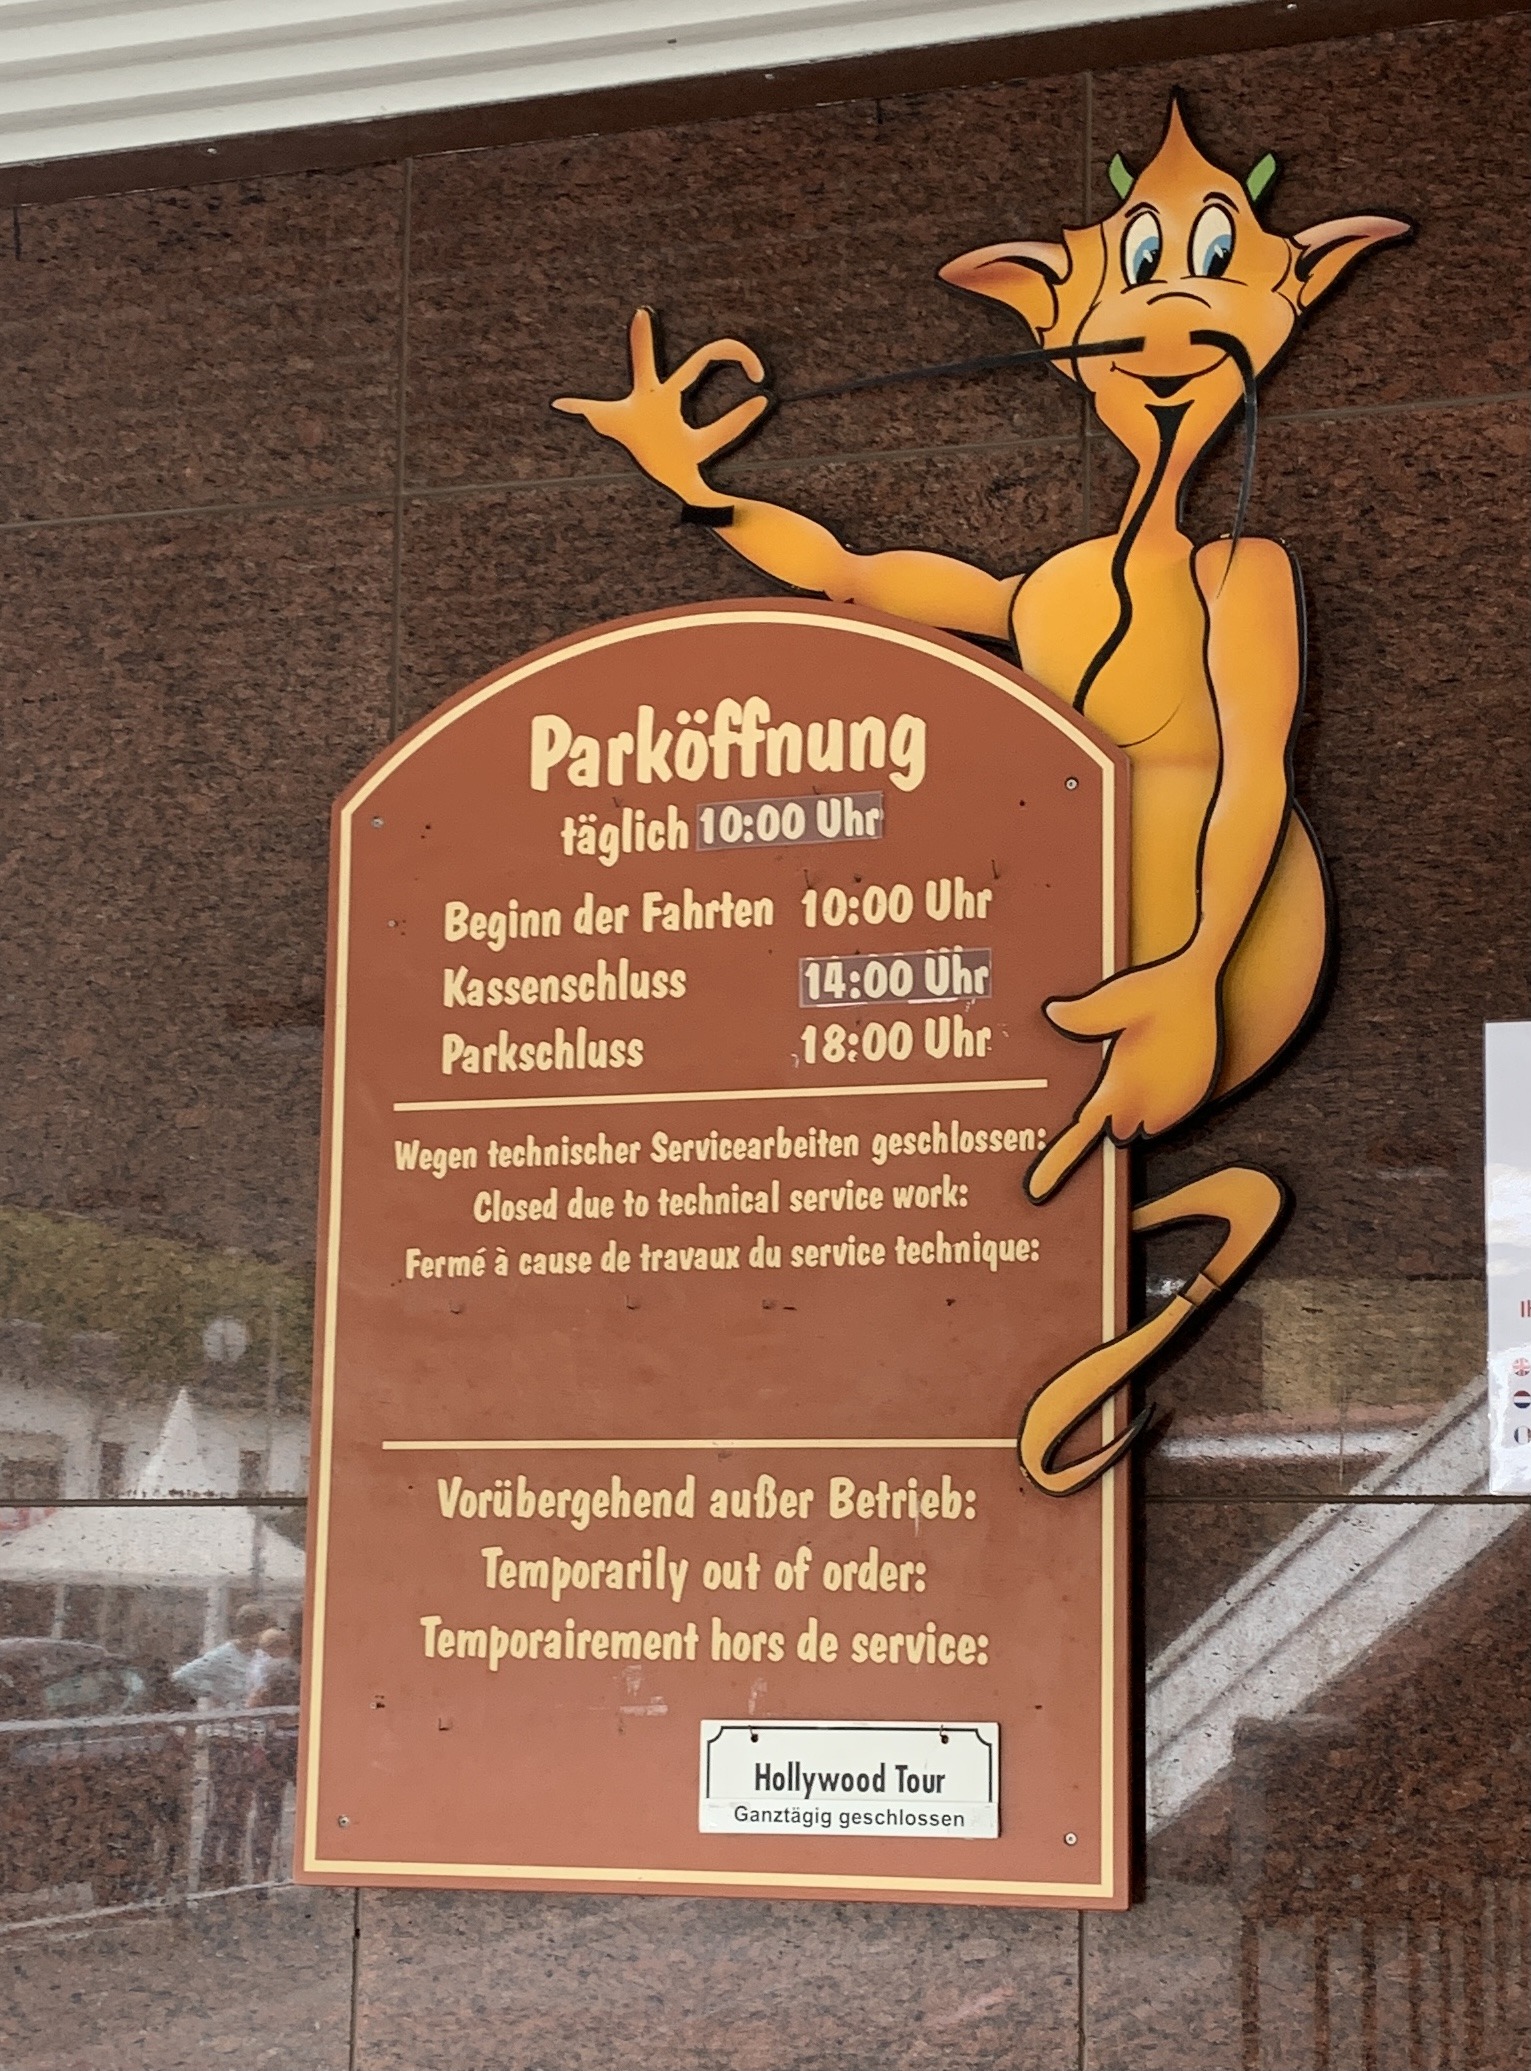 Parköffnung
täglich 10:00 Uhr
Beginn der Fahrten 10:00 Uhr
Kassenschluss 14:00 Uhr
Parkschluss 18:00 Uhr
Wegen technischer Servicearbeiten geschlossen:
Closed due to technical service work:
Fermé à cause de travaux du service technique:
Vorübergehend außer Betrieb:
Temporarily out of order:
Temporairement hors de service:
Hollywood Tour
Ganztägig geschlossen